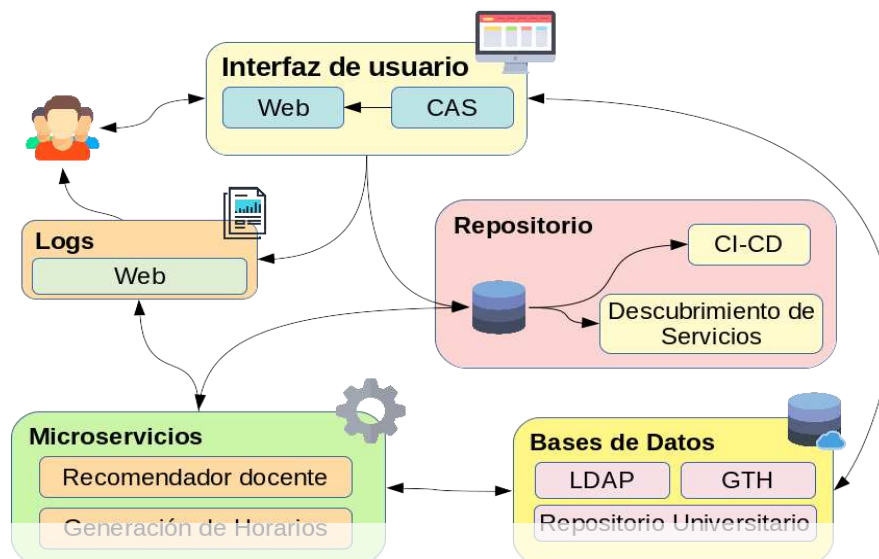 Interfaz de usuario
Web
CAS
Logs
Web
Repositorio
CI-CD
Descubrimiento de
Servicios
Microservicios
Recomendador docente
Generación de Horarios
Bases de Datos
LDAP
GTH
Repositorio Universitario